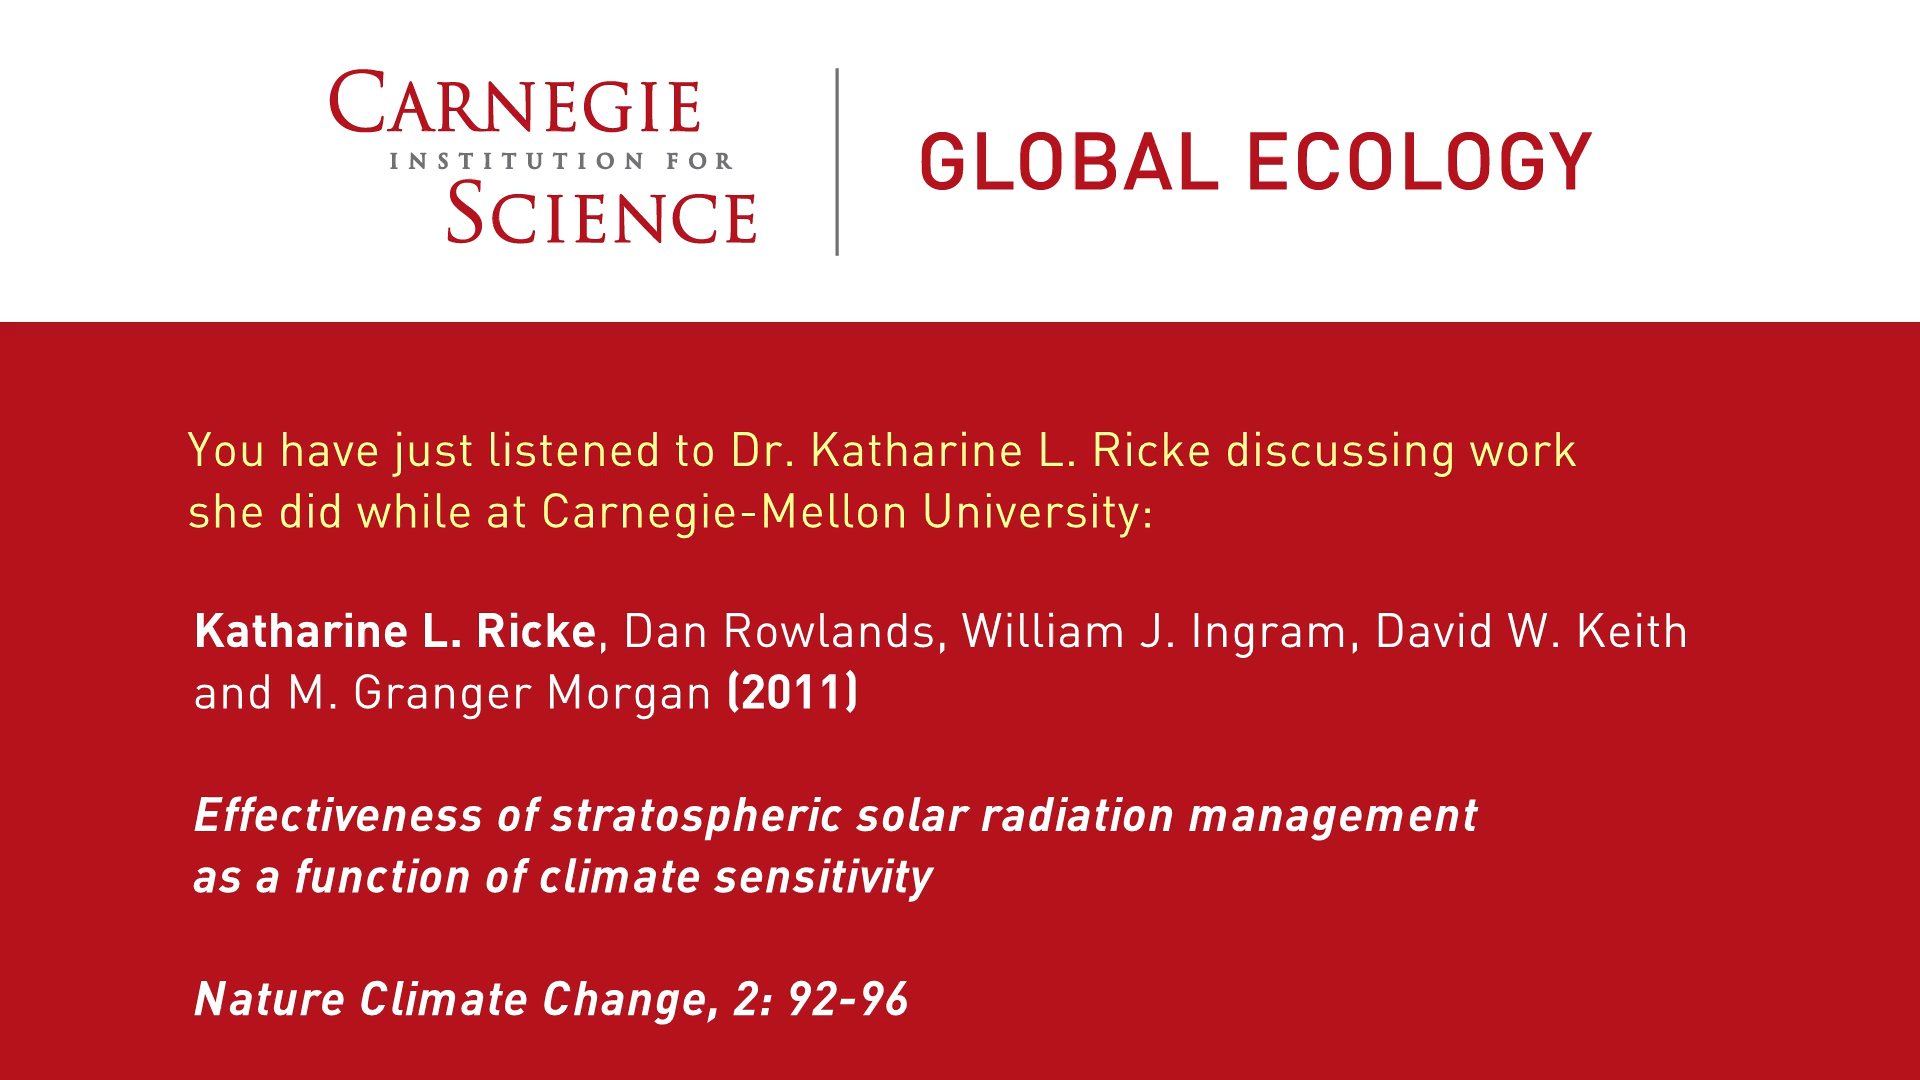 CARNEGIE
INSTITUTION FOR
SCIENCE
GLOBAL ECOLOGY
You have just listened to Dr. Katharine L. Ricke discussing work
she did while at Carnegie-Mellon University:
Katharine L. Ricke, Dan Rowlands, William J. Ingram, David W. Keith
and M. Granger Morgan (2011)
Effectiveness of stratospheric solar radiation management
as a function of climate sensitivity
Nature Climate Change, 2: 92-96